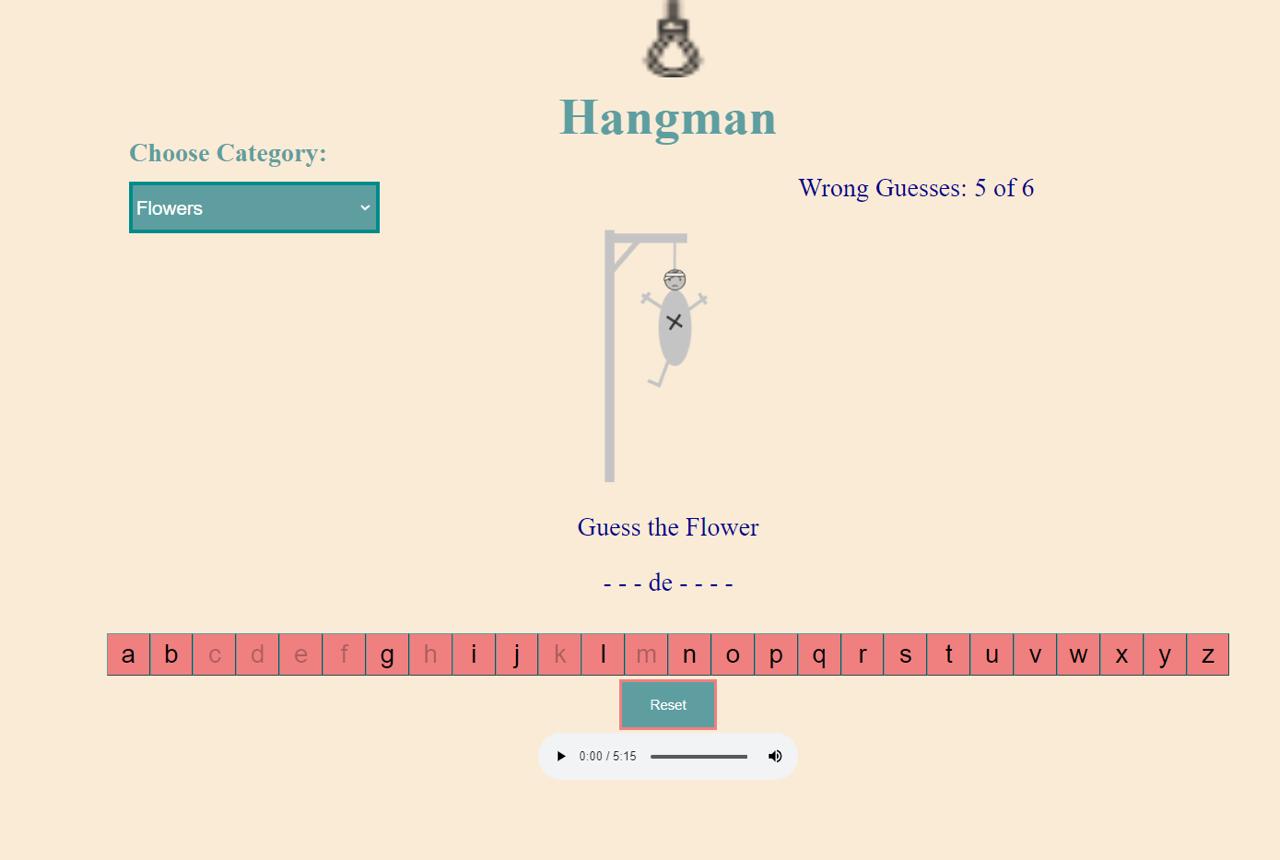 Hangman
Choose Category:
Flowers
Wrong Guesses: 5 of 6
Guess the Flower
- - - de - - - -
a b c d e f g h i j k l m n o p q r s t u v w x y z
Reset
0:00 / 5:15